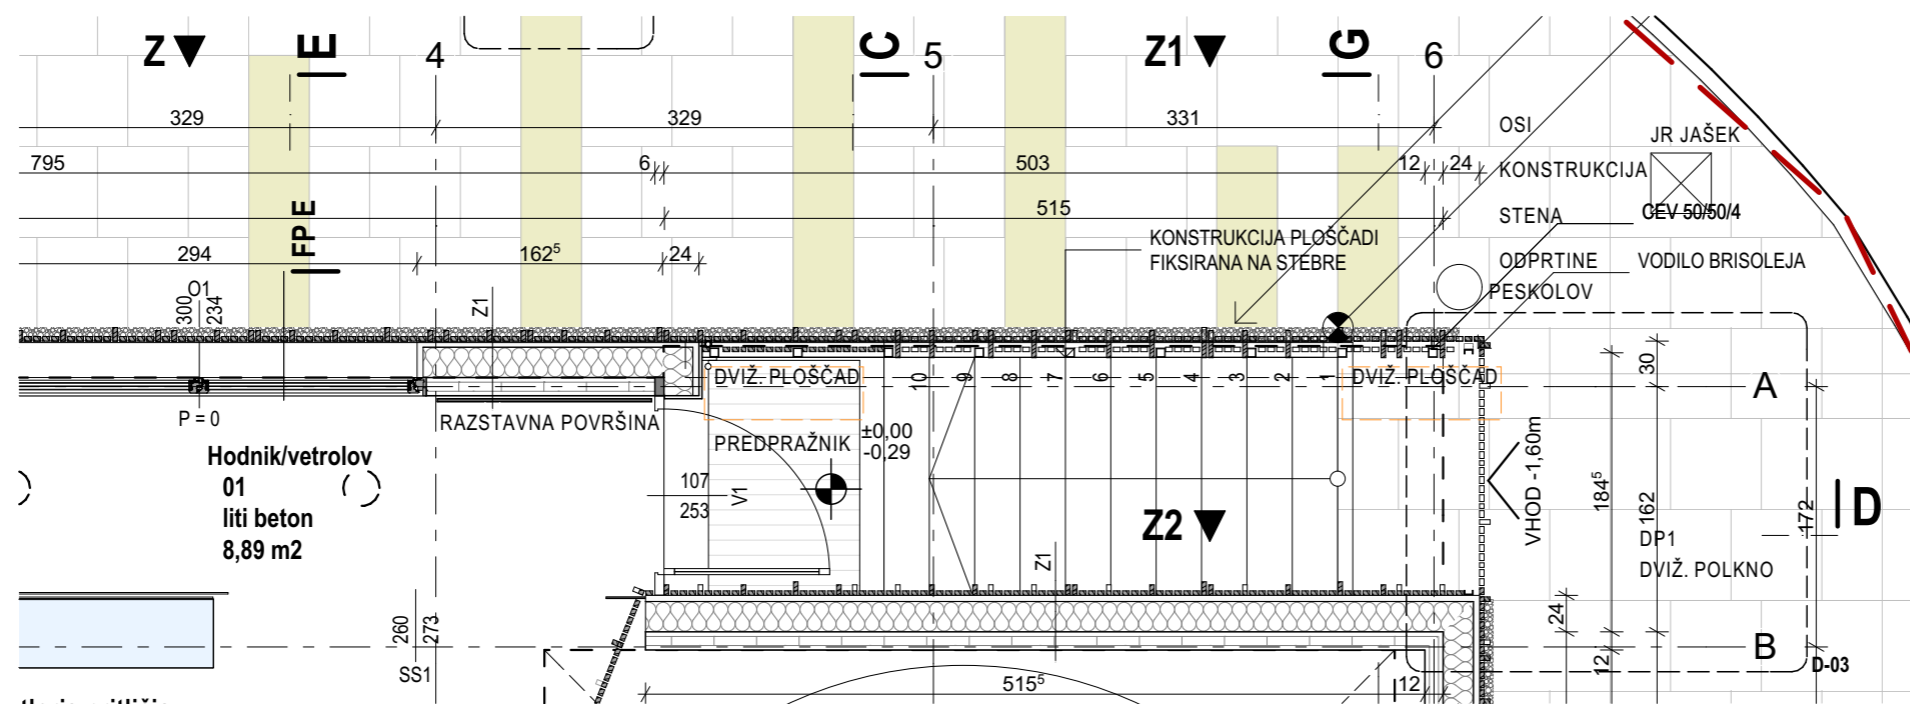 Z
E
4
C
5
Z1
G
6
329
329
331
OSI
JR JAŠEK
795
6
503
12
24
KONSTRUKCIJA
FPE
515
STENA
CEV 50/50/4
294
162⁵
24
KONSTRUKCIJA PLOŠČADI
FIKSIRANA NA STEBRE
ODPRTINE
VODILO BRISOLEJA
PESKOLOV
O1
300
234
Z1
DVIŽ. PLOŠČAD
10
9
8
7
6
5
4
3
2
1
DVIŽ. PLOŠČAD
30
A
P = 0
RAZSTAVNA POVRŠINA
PREDPRAŽNIK
±0,00
-0,29
Hodnik/vetrolov
01
liti beton
8,89 m2
107
253
V1
Z2
Z1
VHOD -1,60m
184⁵
162
172
D
DP1
DVIŽ. POLKNO
260
273
SS1
24
12
B
D-03
515⁵
12